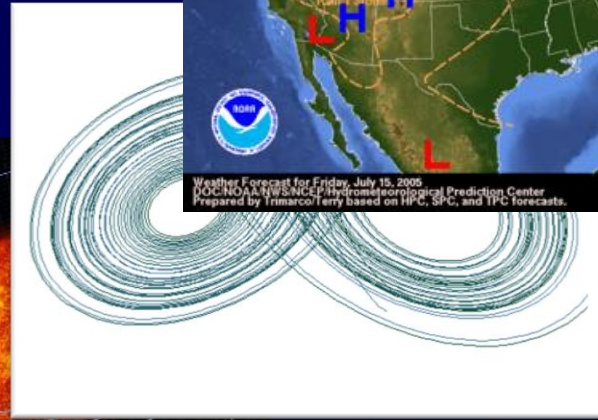 H
L
NOAA
L
Weather Forecast for Friday, July 15, 2005
DOC/NOAA/NWS/NCEP/Hydrometeorological Prediction Center
Prepared by Trimarco/Terry based on HPC, SPC, and TPC forecasts.